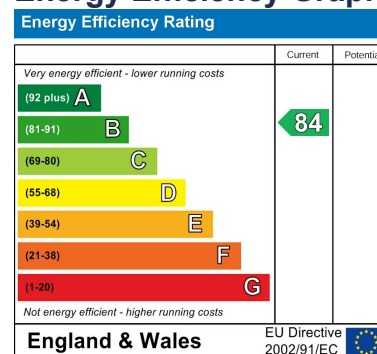 Energy Efficiency Rating
Current
Very energy efficient - lower running costs
(92 plus) A
(81-91) B
84
(69-80) C
(55-68) D
(39-54) E
(21-38) F
(1-20) G
Not energy efficient - higher running costs
England & Wales
EU Directive
2002/91/EC